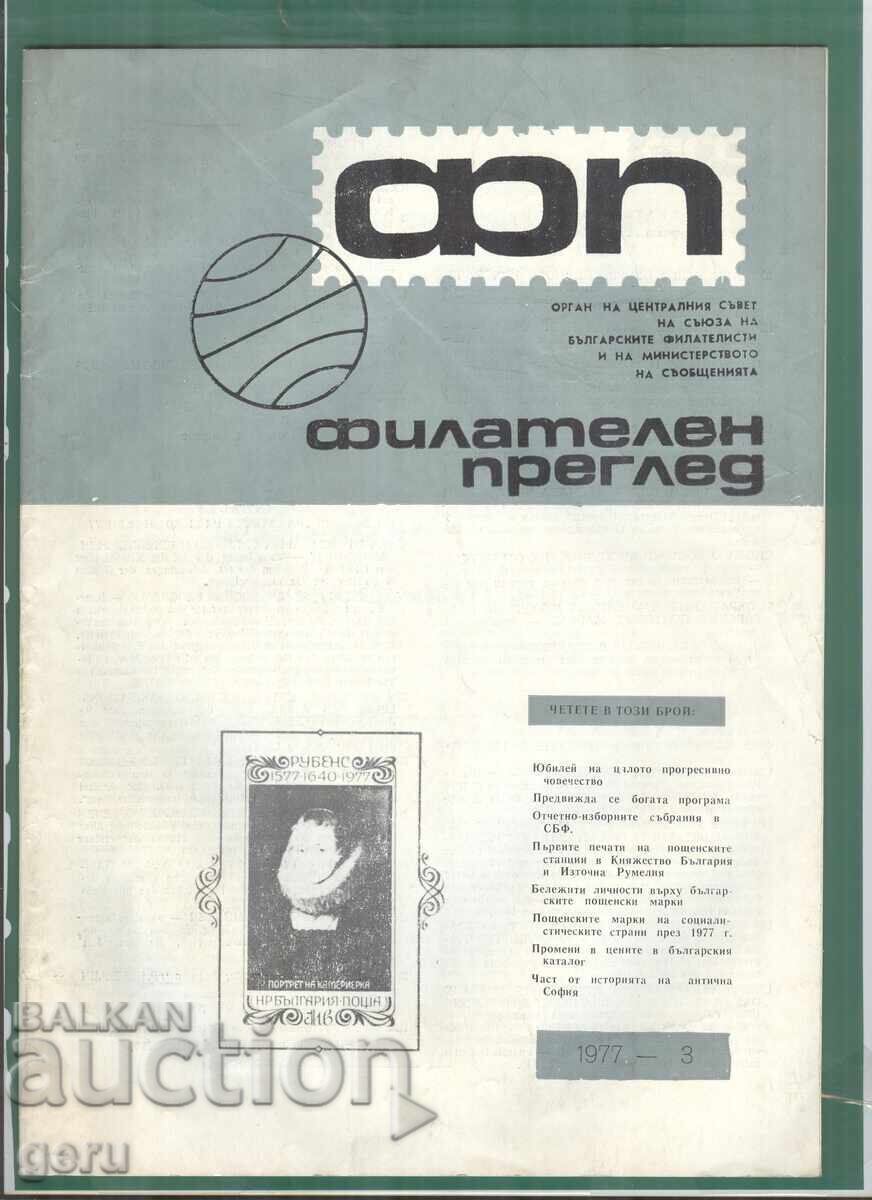 ФП
ОРГАН НА ЦЕНТРАЛНИЯ СЪВЕТ
НА СЪЮЗА НА
БЪЛГАРСКИТЕ ФИЛАТЕЛИСТИ
И НА МИНИСТЕРСТВОТО
НА СЪОБЩЕНИЯТА
филателен
преглед
ЧЕТЕТЕ В ТОЗИ БРОЙ:
Юбилей на цялото прогресивно
човечество
Предвижда се богата програма
Отчетно-изборните събрания в
СБФ.
Първите печати на пощенските
станции в Княжество България
и Източна Румелия
Бележити личности върху българ-
ските пощенски марки
Пощенските марки на социали-
стическите страни през 1977 г.
Промени в цените в българския
каталог
Част от историята на антична
София
1977 — 3
РУБЕНС
1577·1640·1977
ПОРТРЕТ НА КАМЕРИЕРКА
НР БЪЛГАРИЯ·ПОЩА
BALKAN
auction
geru